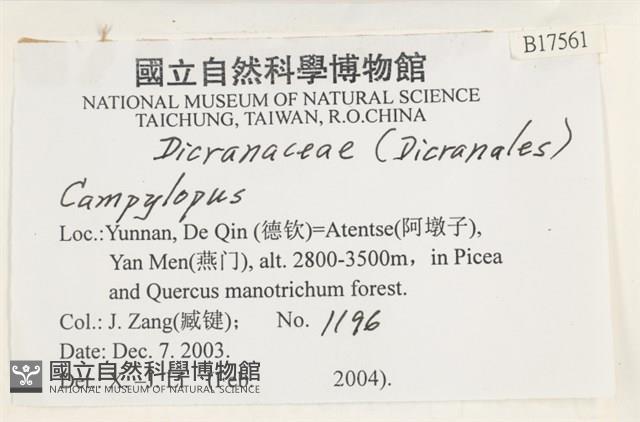 B17561
國立自然科學博物館
NATIONAL MUSEUM OF NATURAL SCIENCE
TAICHUNG, TAIWAN, R.O.CHINA
Dicranaceae (Dicranales)
Campylopus
Loc.:Yunnan, De Qin (德钦)=Atentse(阿墩子),
Yan Men(燕门), alt. 2800-3500m, in Picea
and Quercus manotrichum forest.
Col.: J. Zang(臧键); No. 1196
Date: Dec. 7. 2003.
2004).
國立自然科學博物館
NATIONAL MUSEUM OF NATURAL SCIENCE